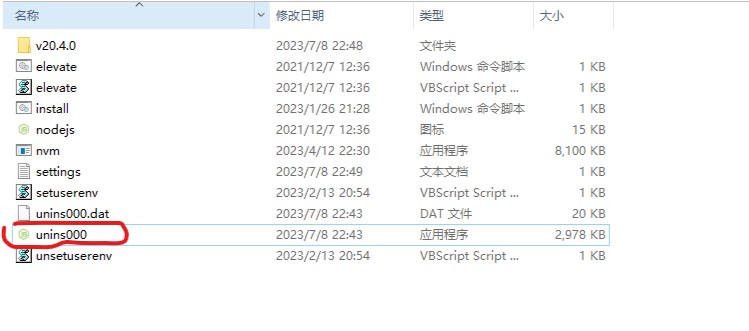 名称 修改日期 类型 大小
v20.4.0 2023/7/8 22:48 文件夹
elevate 2021/12/7 12:36 Windows 命令脚本 1 KB
elevate 2021/12/7 12:36 VBScript Script ... 1 KB
install 2023/1/26 21:28 Windows 命令脚本 1 KB
nodejs 2021/12/7 12:36 图标 15 KB
nvm 2023/4/12 22:30 应用程序 8,100 KB
settings 2023/7/8 22:49 文本文档 1 KB
setuserenv 2023/2/13 20:54 VBScript Script ... 1 KB
unins000.dat 2023/7/8 22:43 DAT 文件 20 KB
unins000 2023/7/8 22:43 应用程序 2,978 KB
unsetuserenv 2023/2/13 20:54 VBScript Script ... 1 KB